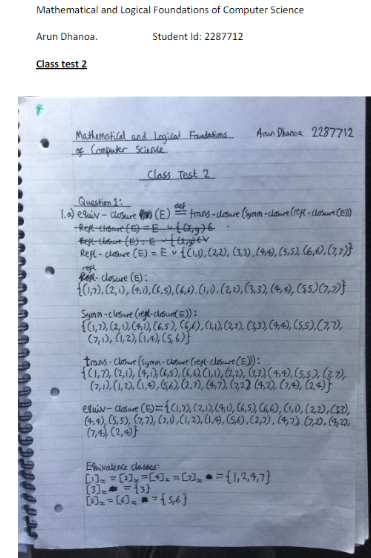 Mathematical and Logical Foundations of Computer Science
Arun Dhanoa. Student Id: 2287712
Class test 2
Mathematical and Logical Foundations Arun Dhanoa 2287712
of Computer Science
Class Test 2
Question 1:
1.a) equiv - closure (E) def = trans-closure (symm-closure (refl-closure(E)))
Refl-closure (E) = E ∪ {(x,y) ∈
Refl-closure (E) = E ∪ {(x,y) ∈ V
Refl-closure (E) = E ∪ {(1,1), (2,2), (3,3), (4,4), (5,5), (6,6), (7,7)}
refl-closure (E):
{(1,7), (2,1), (4,1), (6,5), (6,6), (1,1), (2,2), (3,3), (4,4), (5,5) (7,7)}
Symm-closure (refl-closure(E)):
{(1,7), (2,1), (4,1), (6,5), (6,6), (1,1), (2,2), (3,3), (4,4), (5,5), (7,7),
(7,1), (1,2), (1,4), (5,6)}
trans-closure (symm-closure (refl-closure(E))):
{(1,7), (2,1), (4,1), (6,5), (6,6), (1,1), (2,2), (3,3), (4,4), (5,5), (7,7),
(7,1), (1,2), (1,4), (5,6), (2,7), (4,7), (7,2) (4,2), (7,4), (2,4)}
equiv-closure (E) = {(1,7), (2,1), (4,1), (6,5), (6,6), (1,1), (2,2), (3,3),
(4,4), (5,5), (7,7), (7,1), (1,2), (1,4), (5,6), (2,7), (4,7) (7,2), (4,2),
(7,4), (2,4)}
Equivalence classes:
[1]= = [2]= = [4]= = [7]= = {1,2,4,7}
[3]= = {3}
[5]= = [6]= = {5,6}